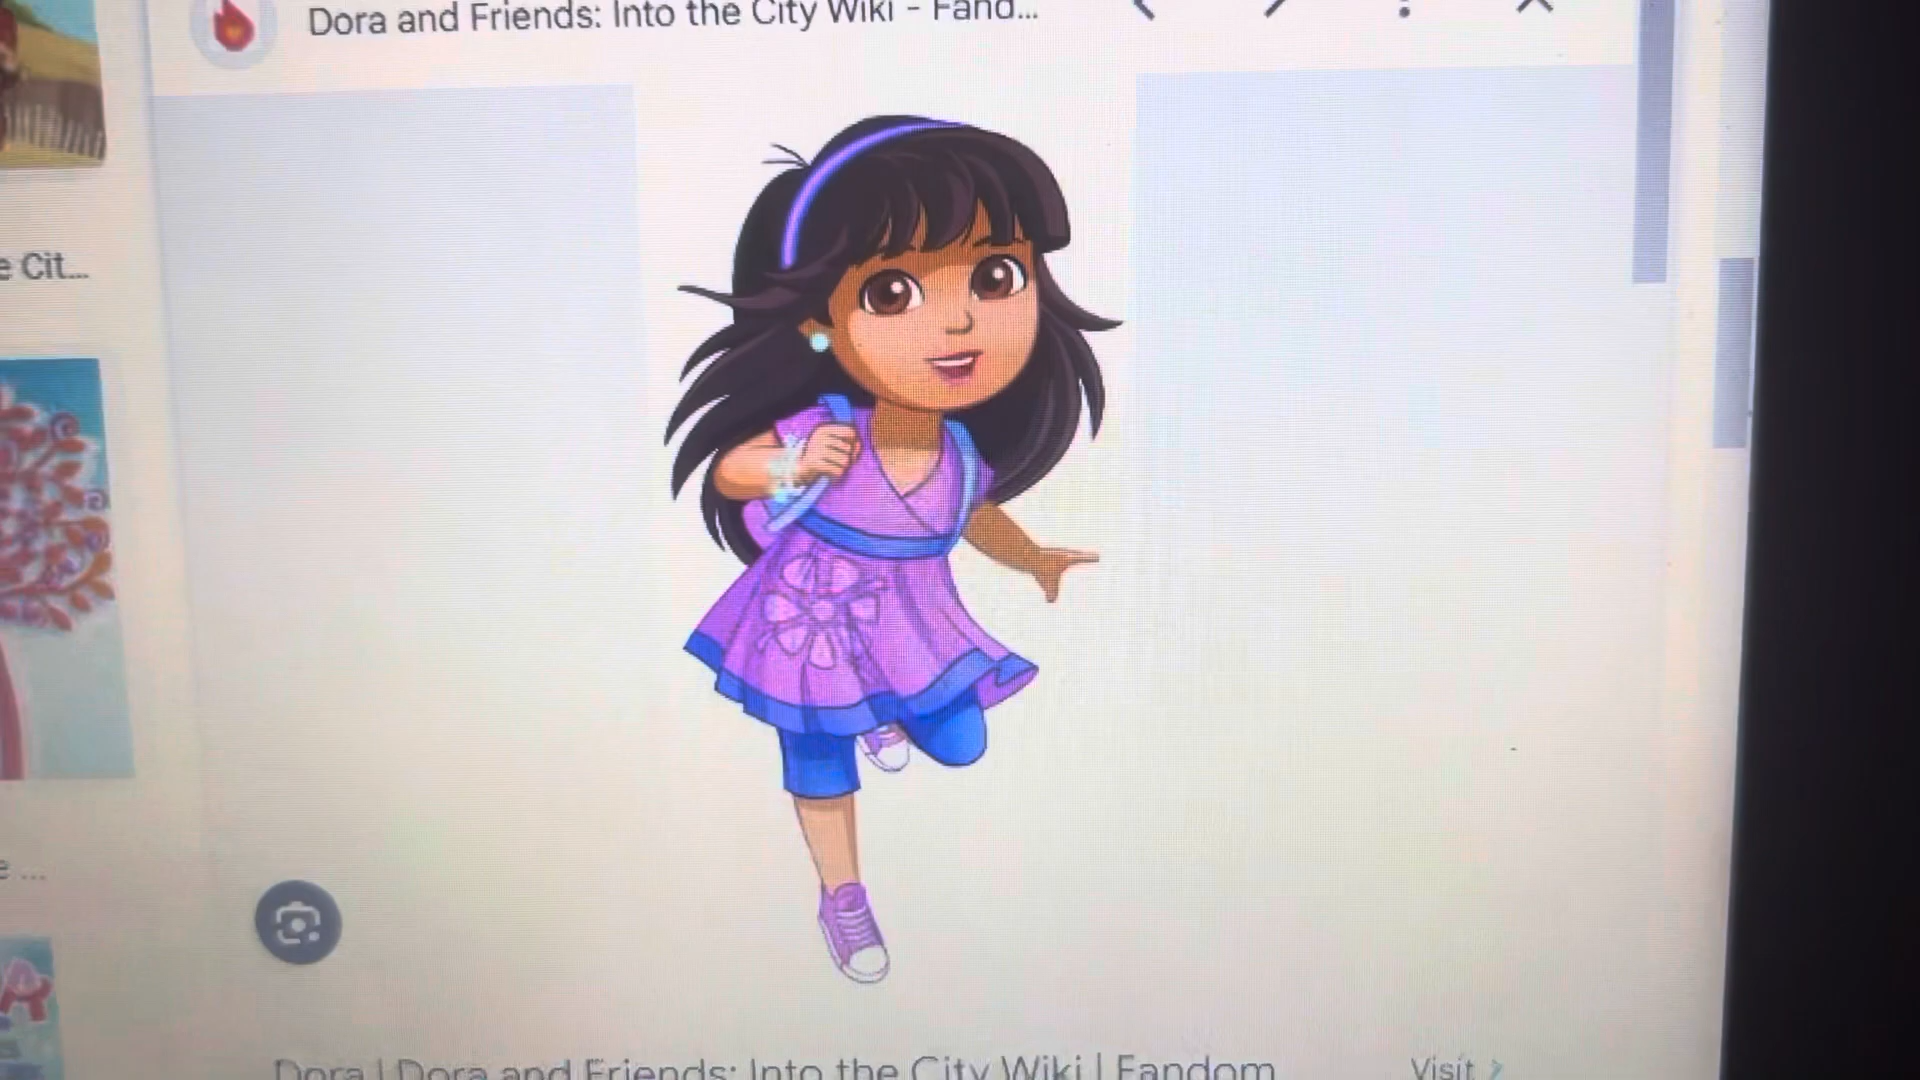 Dora and Friends: Into the City Wiki - Fand...
e Cit...
e ...
A
Dora | Dora and Friends: Into the City Wiki | Fandom
Visit